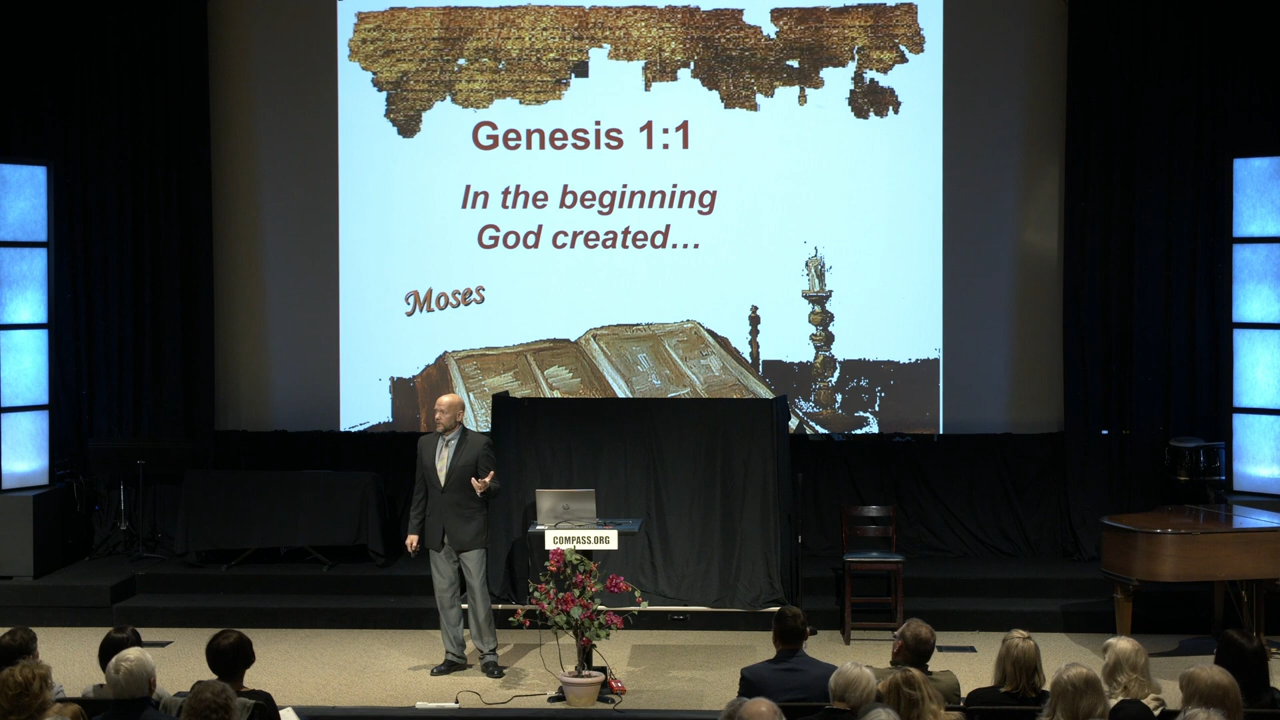 Genesis 1:1
In the beginning
God created...
Moses
COMPASS.ORG